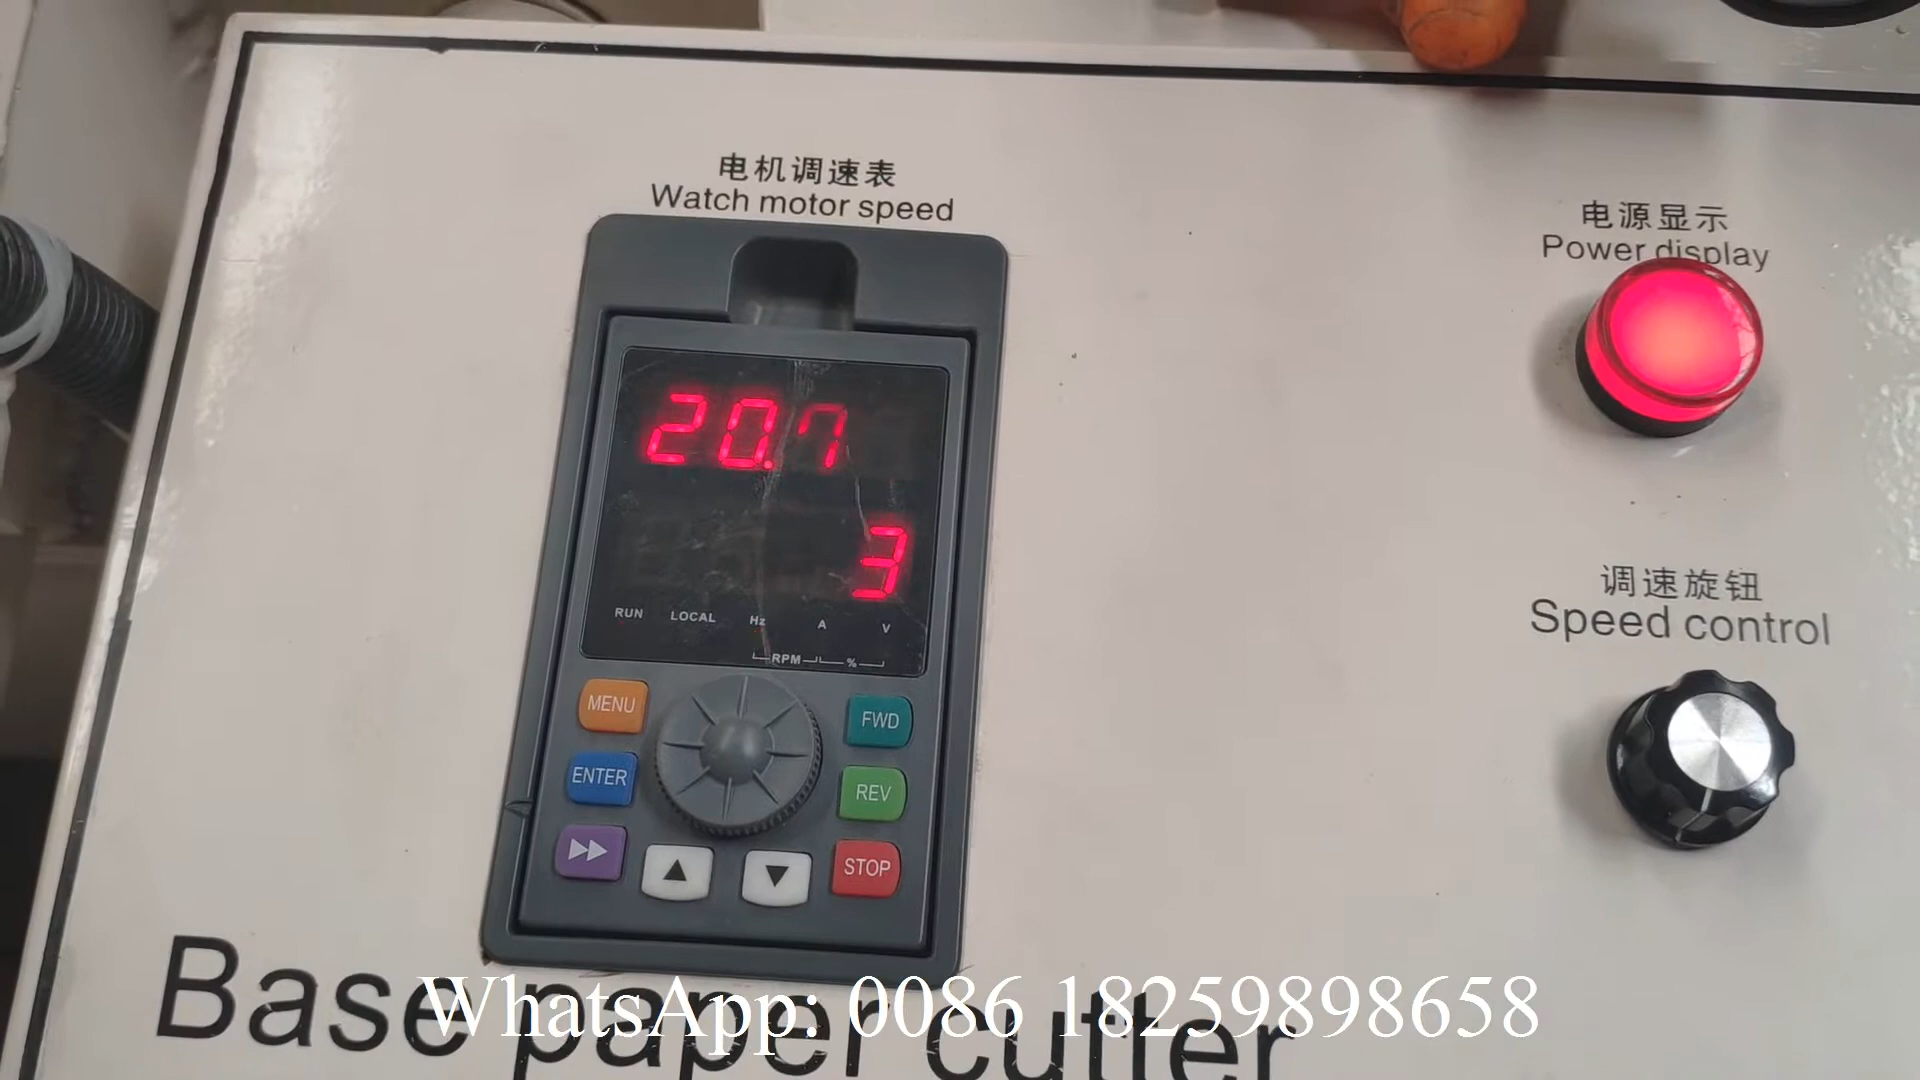 电机调速表
Watch motor speed
电源显示
Power display
20.7
3
RUN LOCAL Hz A V
RPM %
调速旋钮
Speed control
MENU
FWD
ENTER
REV
STOP
Base paper cutter
WhatsApp: 0086 18259898658